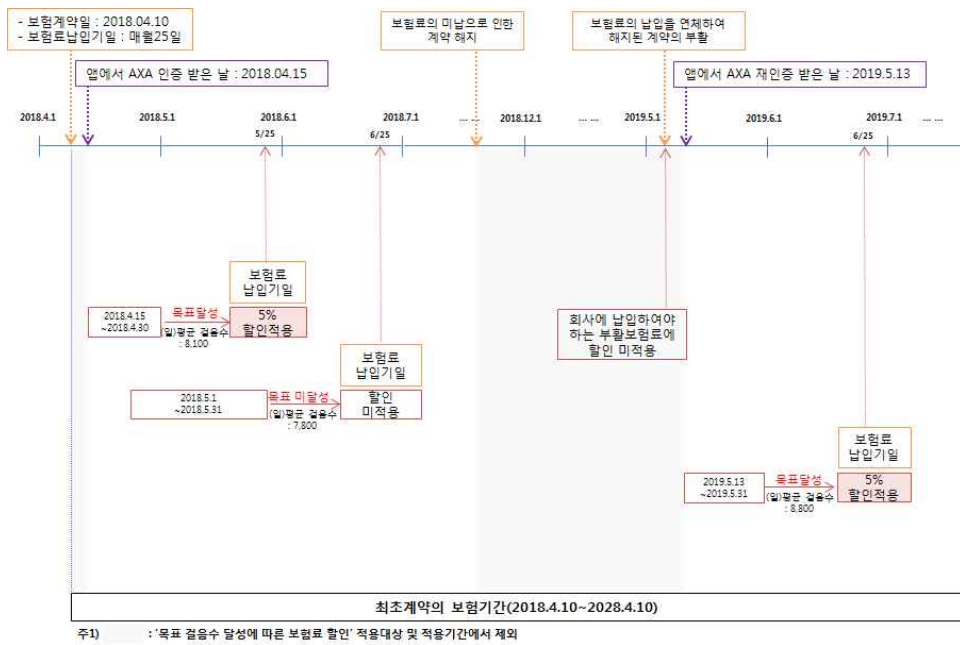 - 보험계약일 : 2018.04.10
- 보험료납입기일 : 매월25일
보험료의 미납으로 인한
계약 해지
보험료의 납입을 연체하여
해지된 계약의 부활
앱에서 AXA 인증 받은 날 : 2018.04.15
앱에서 AXA 재인증 받은 날 : 2019.5.13
2018.4.1
2018.5.1
2018.6.1
2018.7.1
... ...
2018.12.1
... ...
2019.5.1
2019.6.1
2019.7.1
... ...
5/25
6/25
6/25
보험료
납입기일
2018.4.15
~2018.4.30
목표달성
(일)평균 걸음수
: 8,100
5%
할인적용
보험료
납입기일
2018.5.1
~2018.5.31
목표 미달성
(일)평균 걸음수
: 7,800
할인
미적용
회사에 납입하여야
하는 부활보험료에
할인 미적용
보험료
납입기일
2019.5.13
~2019.5.31
목표달성
(일)평균 걸음수
: 8,800
5%
할인적용
최초계약의 보험기간(2018.4.10~2028.4.10)
주1) : '목표 걸음수 달성에 따른 보험료 할인' 적용대상 및 적용기간에서 제외